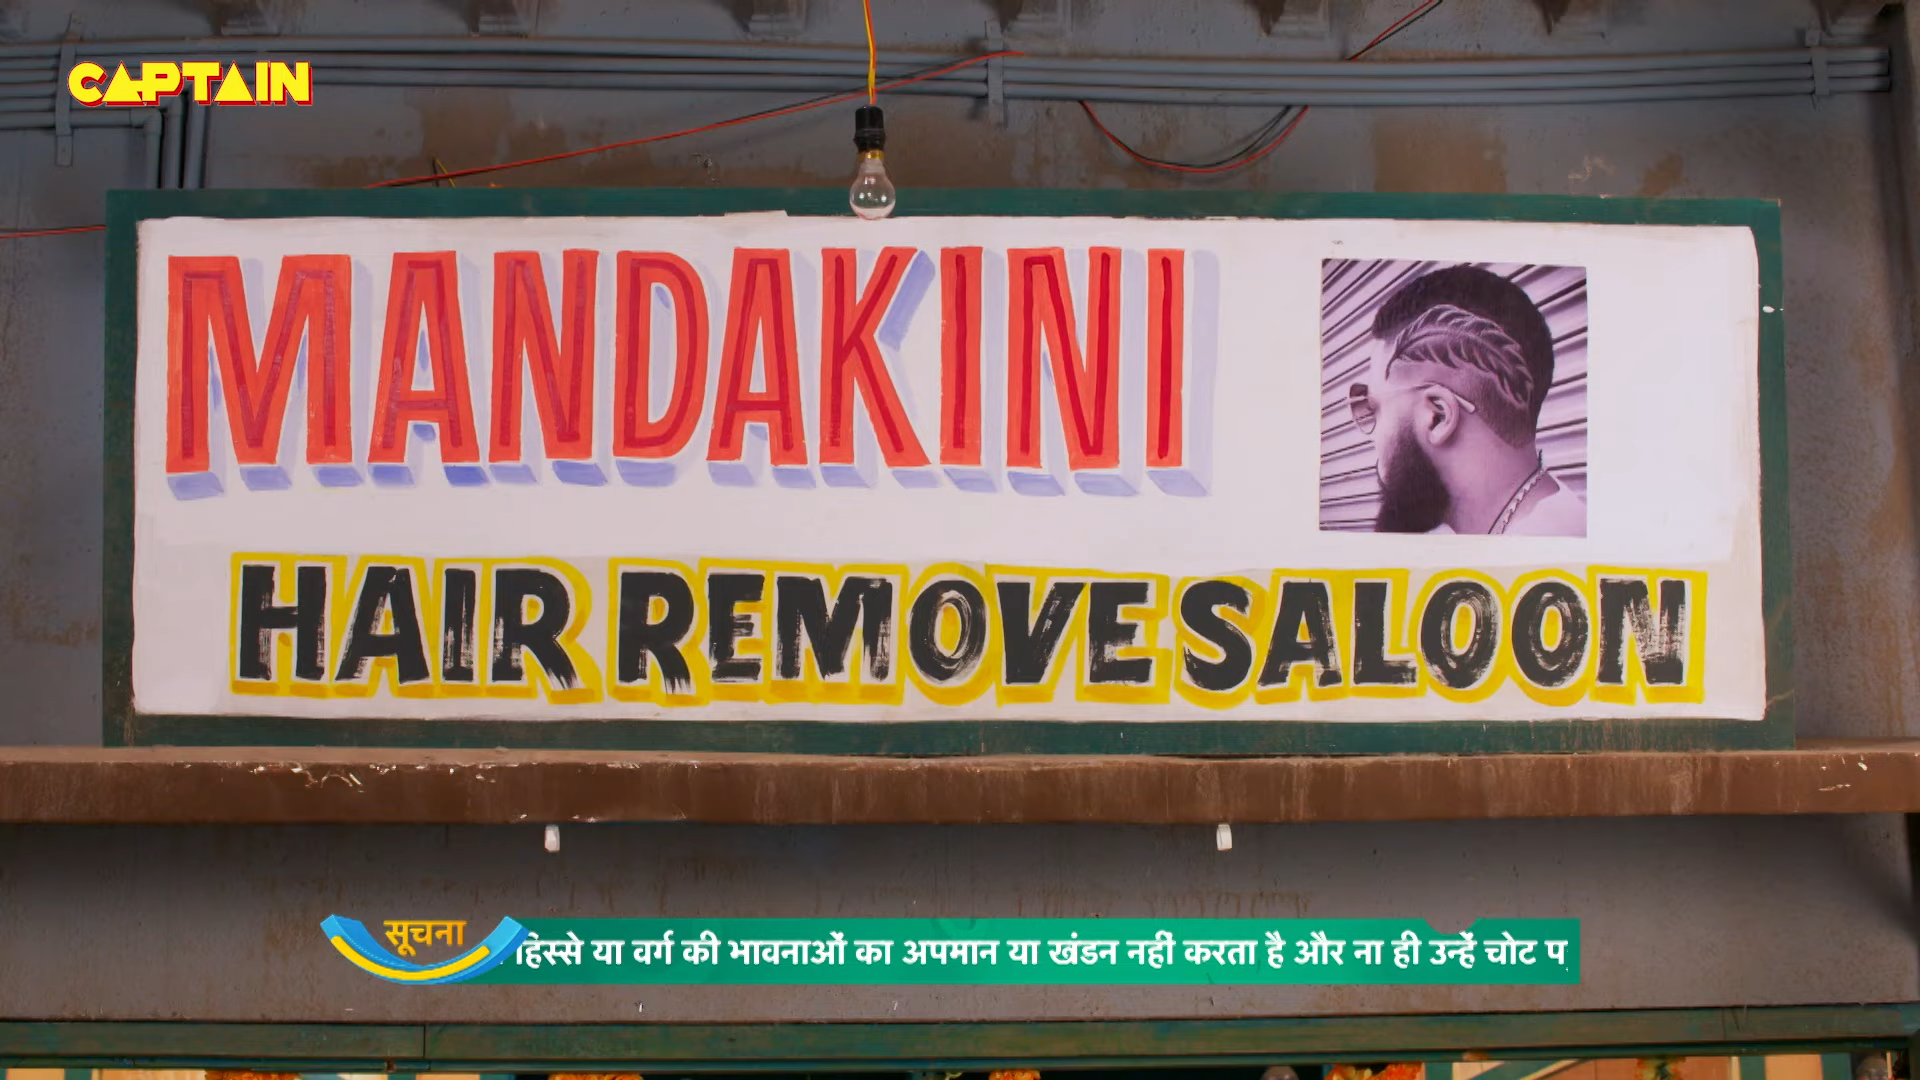 CAPTAIN
MANDAKINI
HAIR REMOVE SALOON
सूचना
हिस्से या वर्ग की भावनाओं का अपमान या खंडन नहीं करता है और ना ही उन्हें चोट